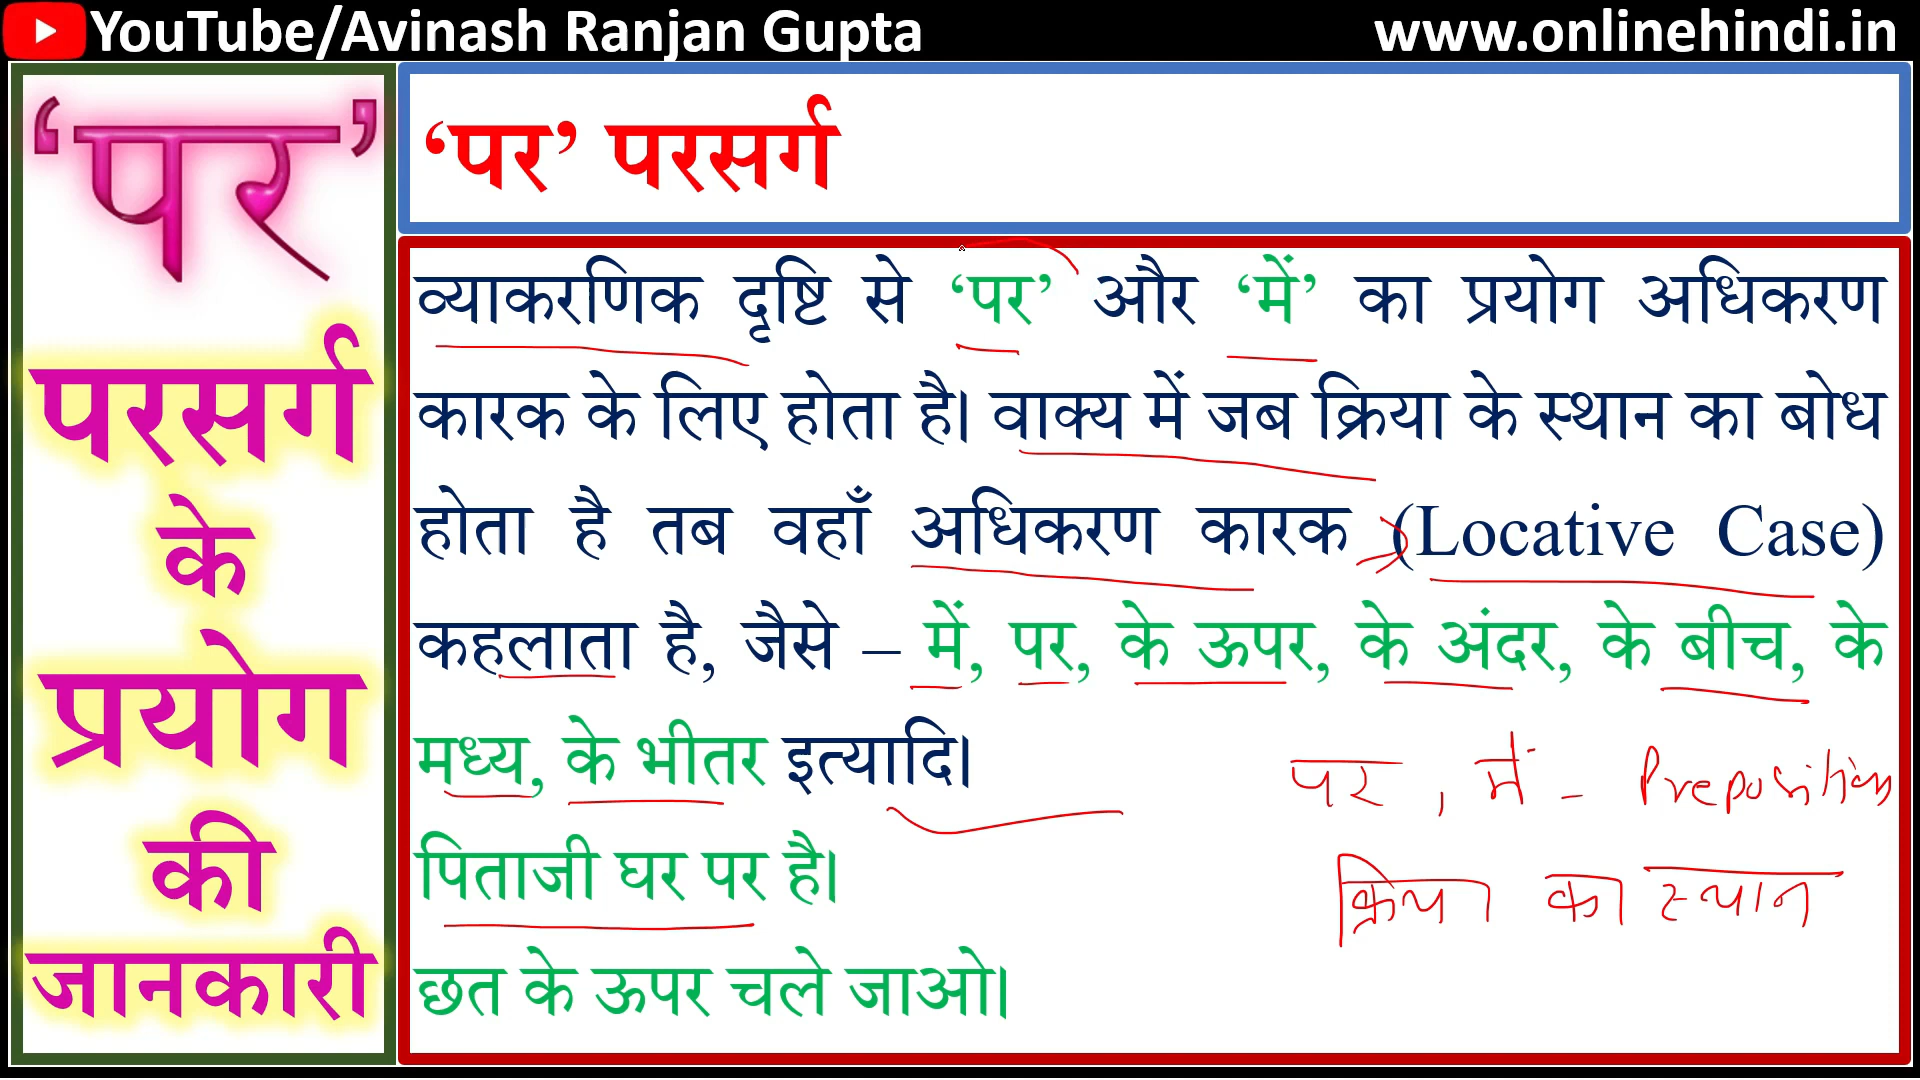 YouTube/Avinash Ranjan Gupta
www.onlinehindi.in
‘पर’
परसर्ग
के
प्रयोग
की
जानकारी
‘पर’ परसर्ग
व्याकरणिक दृष्टि से ‘पर’ और ‘में’ का प्रयोग अधिकरण
कारक के लिए होता है। वाक्य में जब क्रिया के स्थान का बोध
होता है तब वहाँ अधिकरण कारक (Locative Case)
कहलाता है, जैसे – में, पर, के ऊपर, के अंदर, के बीच, के
मध्य, के भीतर इत्यादि।
पिताजी घर पर है।
छत के ऊपर चले जाओ।
पर, में - Preposition
क्रिया का स्थान